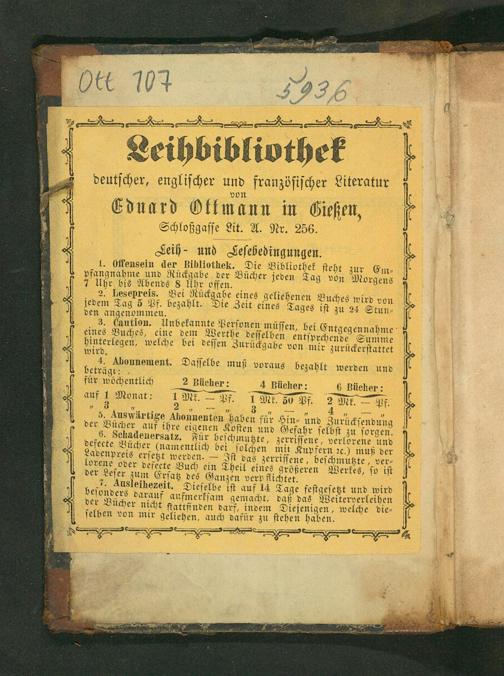 Ott 107
5936
Leihbibliothek
deutscher, englischer und französischer Literatur
von
Eduard Ottmann in Gießen,
Schloßgasse Lit. A. Nr. 256.
Leih- und Lesebedingungen.
1. Offensein der Bibliothek. Die Bibliothek steht zur Em-
pfangnahme und Rückgabe der Bücher jeden Tag von Morgens
7 Uhr bis Abends 8 Uhr offen.
2. Lesepreis. Bei Rückgabe eines geliehenen Buches wird von
jedem Tag 5 Pf. bezahlt. Die Zeit eines Tages ist zu 24 Stun-
den angenommen.
3. Caution. Unbekannte Personen müssen, bei Entgegennahme
eines Buches, eine dem Werthe desselben entsprechende Summe
hinterlegen, welche bei dessen Zurückgabe von mir zurückerstattet
wird.
4. Abonnement. Dasselbe muß voraus bezahlt werden und
beträgt:
für wöchentlich 2 Bücher: 4 Bücher: 6 Bücher:
auf 1 Monat: 1 Mk. — Pf. 1 Mk. 50 Pf. 2 Mk. — Pf.
„ 3 „ 2 „ — „ 3 „ — „ 4 „ — „
5. Auswärtige Abonnenten haben für Hin- und Zurücksendung
der Bücher auf ihre eigenen Kosten und Gefahr selbst zu sorgen.
6. Schadenersatz. Für beschmutzte, zerrissene, verlorene und
defecte Bücher (namentlich bei solchen mit Kupfern ꝛc.) muß der
Ladenpreis ersetzt werden. — Ist das zerrissene, beschmutzte, ver-
lorene oder defecte Buch ein Theil eines größeren Werkes, so ist
der Leser zum Ersatz des Ganzen verpflichtet.
7. Ausleihezeit. Dieselbe ist auf 14 Tage festgesetzt und wird
besonders darauf aufmerksam gemacht, daß das Weiterverleihen
der Bücher nicht stattfinden darf, indem Diejenigen, welche die-
selben von mir geliehen, auch dafür zu stehen haben.